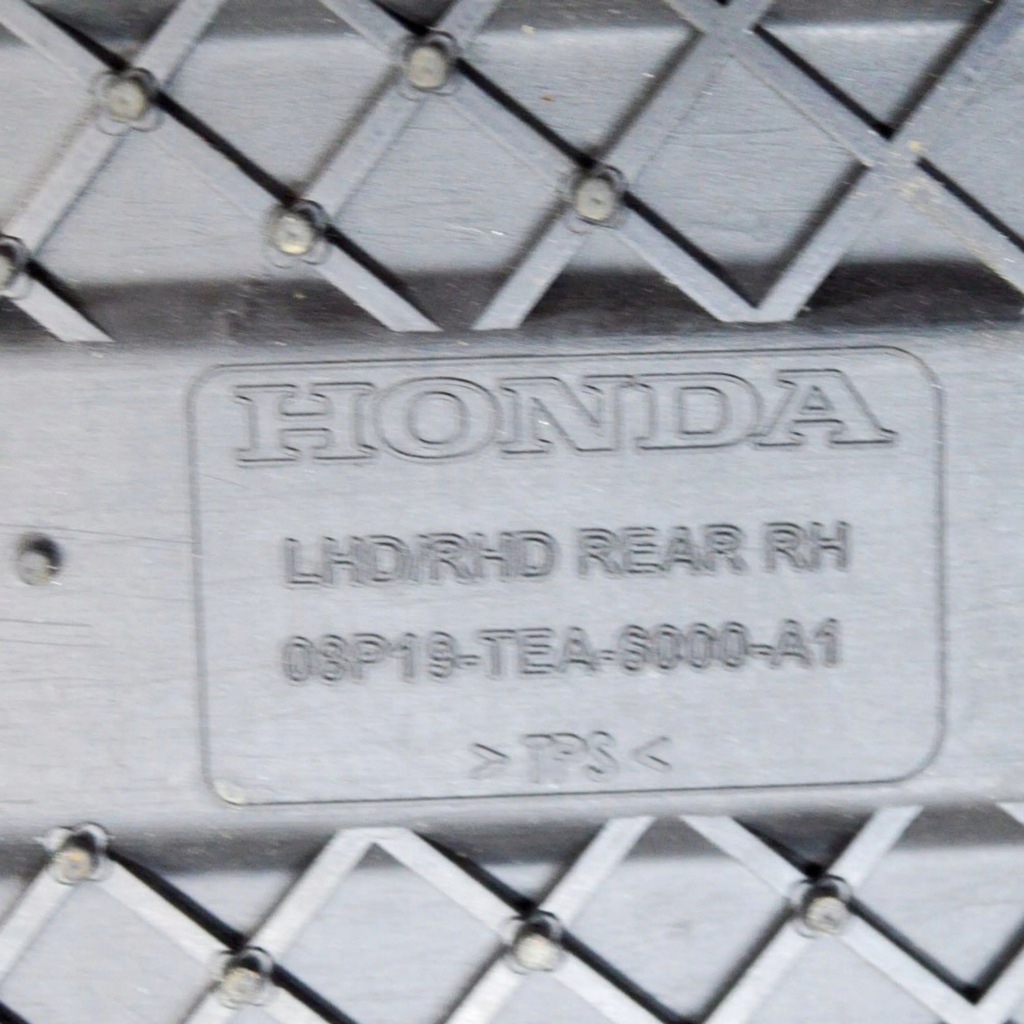 HONDA
LHD/RHD REAR RH
08P19-TEA-6000-A1
> TPS <